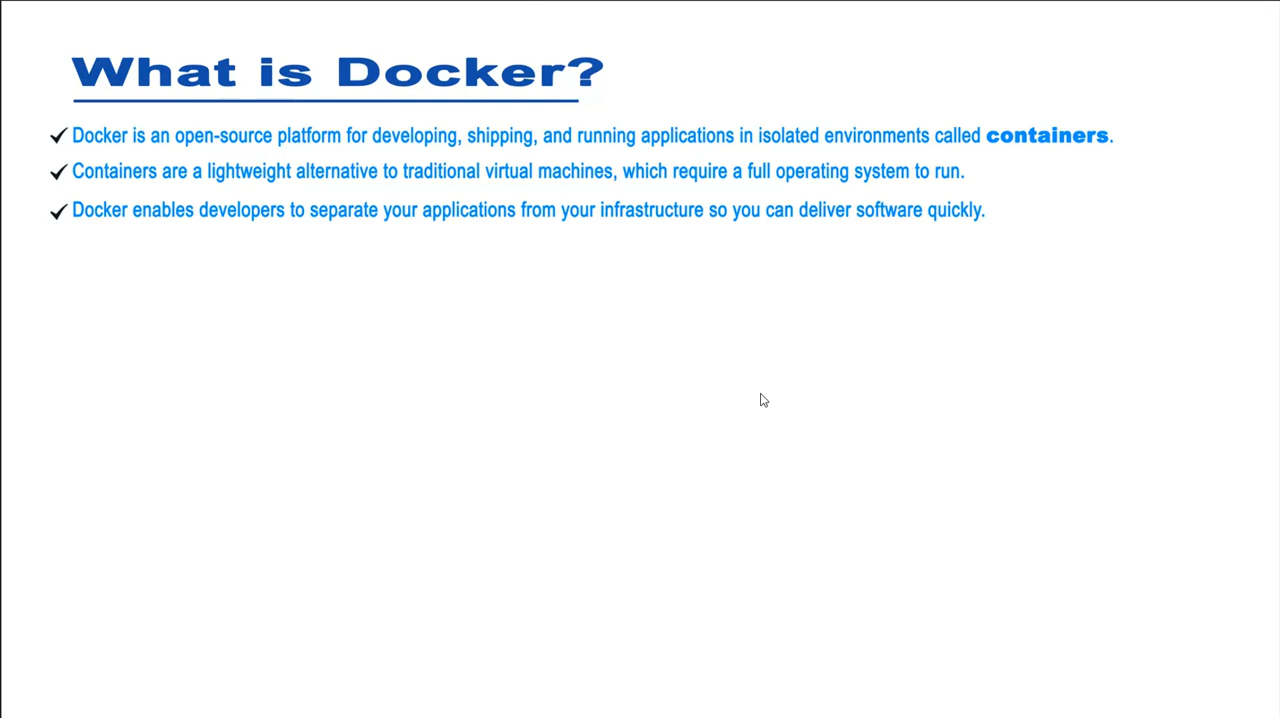 What is Docker?
Docker is an open-source platform for developing, shipping, and running applications in isolated environments called containers.
Containers are a lightweight alternative to traditional virtual machines, which require a full operating system to run.
Docker enables developers to separate your applications from your infrastructure so you can deliver software quickly.